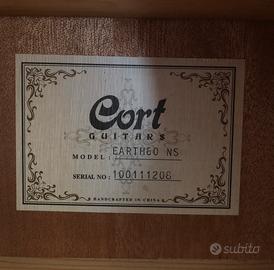 Cort
GUITARS
MODEL: EARTH60 NS
SERIAL NO: 100111206
HANDCRAFTED IN CHINA
subito